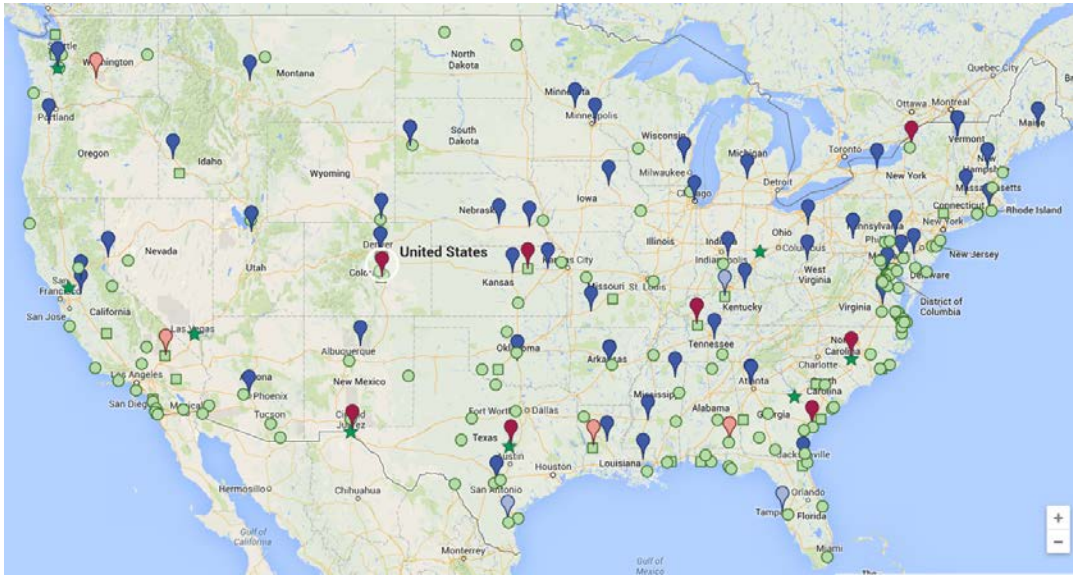 Quebec City
Seattle
Washington
Montana
North
Dakota
Minnesota
Ottawa
Montreal
Maine
Portland
Minneapolis
Vermont
Oregon
Idaho
South
Dakota
Wisconsin
Michigan
Toronto
New
Hampshire
Wyoming
Milwaukee
Detroit
New York
Massachusetts
Iowa
Chicago
Connecticut
Rhode Island
Nebraska
Pennsylvania
New York
Nevada
Denver
United States
Illinois
Ohio
Columbus
New Jersey
Utah
Kansas City
Indianapolis
Delaware
San
Francisco
Kansas
Missouri
St. Louis
West
Virginia
San Jose
California
Kentucky
Virginia
District of
Columbia
Las Vegas
Albuquerque
Oklahoma
Tennessee
North
Carolina
Arkansas
Charlotte
Los Angeles
New Mexico
Mississippi
Atlanta
Carolina
San Diego
Phoenix
Fort Worth
Dallas
Alabama
Georgia
Tucson
Ciudad
Juarez
Texas
Jacksonville
Austin
Louisiana
Houston
San Antonio
Orlando
Hermosillo
Chihuahua
Tampa
Florida
Gulf of
California
Monterrey
Miami
Gulf of
Mexico
+
−